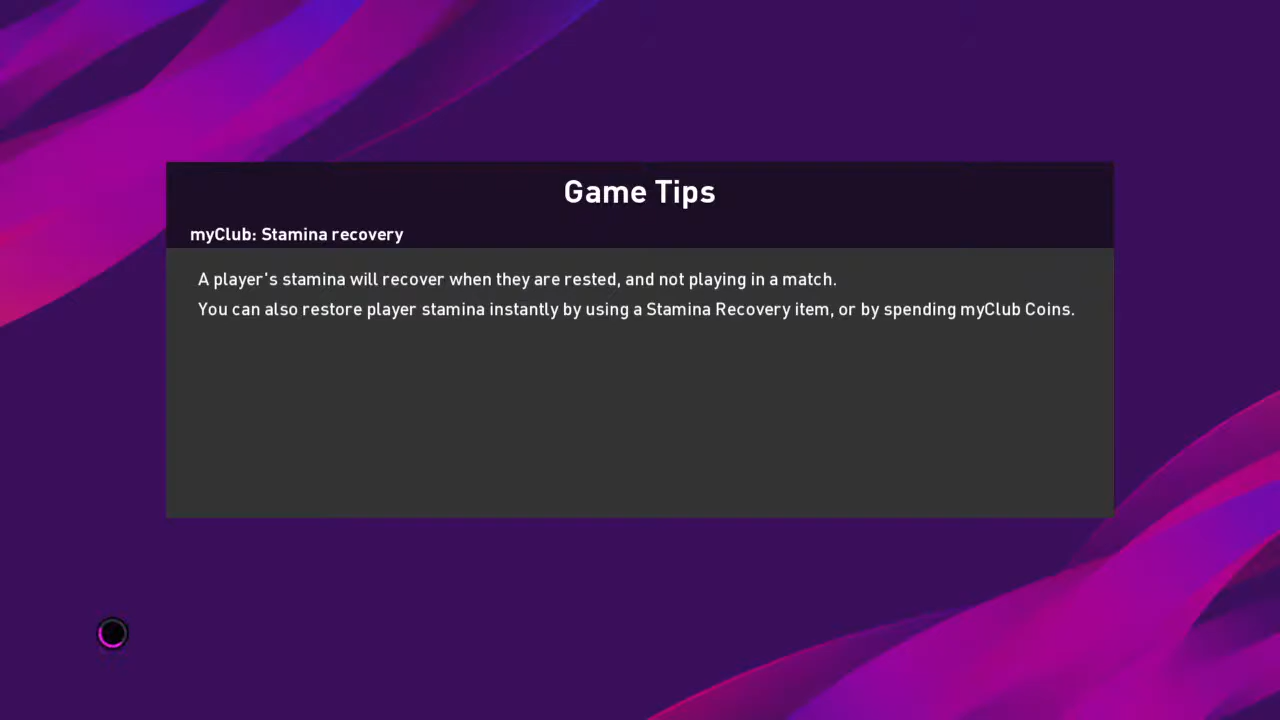 Game Tips
myClub: Stamina recovery
A player's stamina will recover when they are rested, and not playing in a match.
You can also restore player stamina instantly by using a Stamina Recovery item, or by spending myClub Coins.